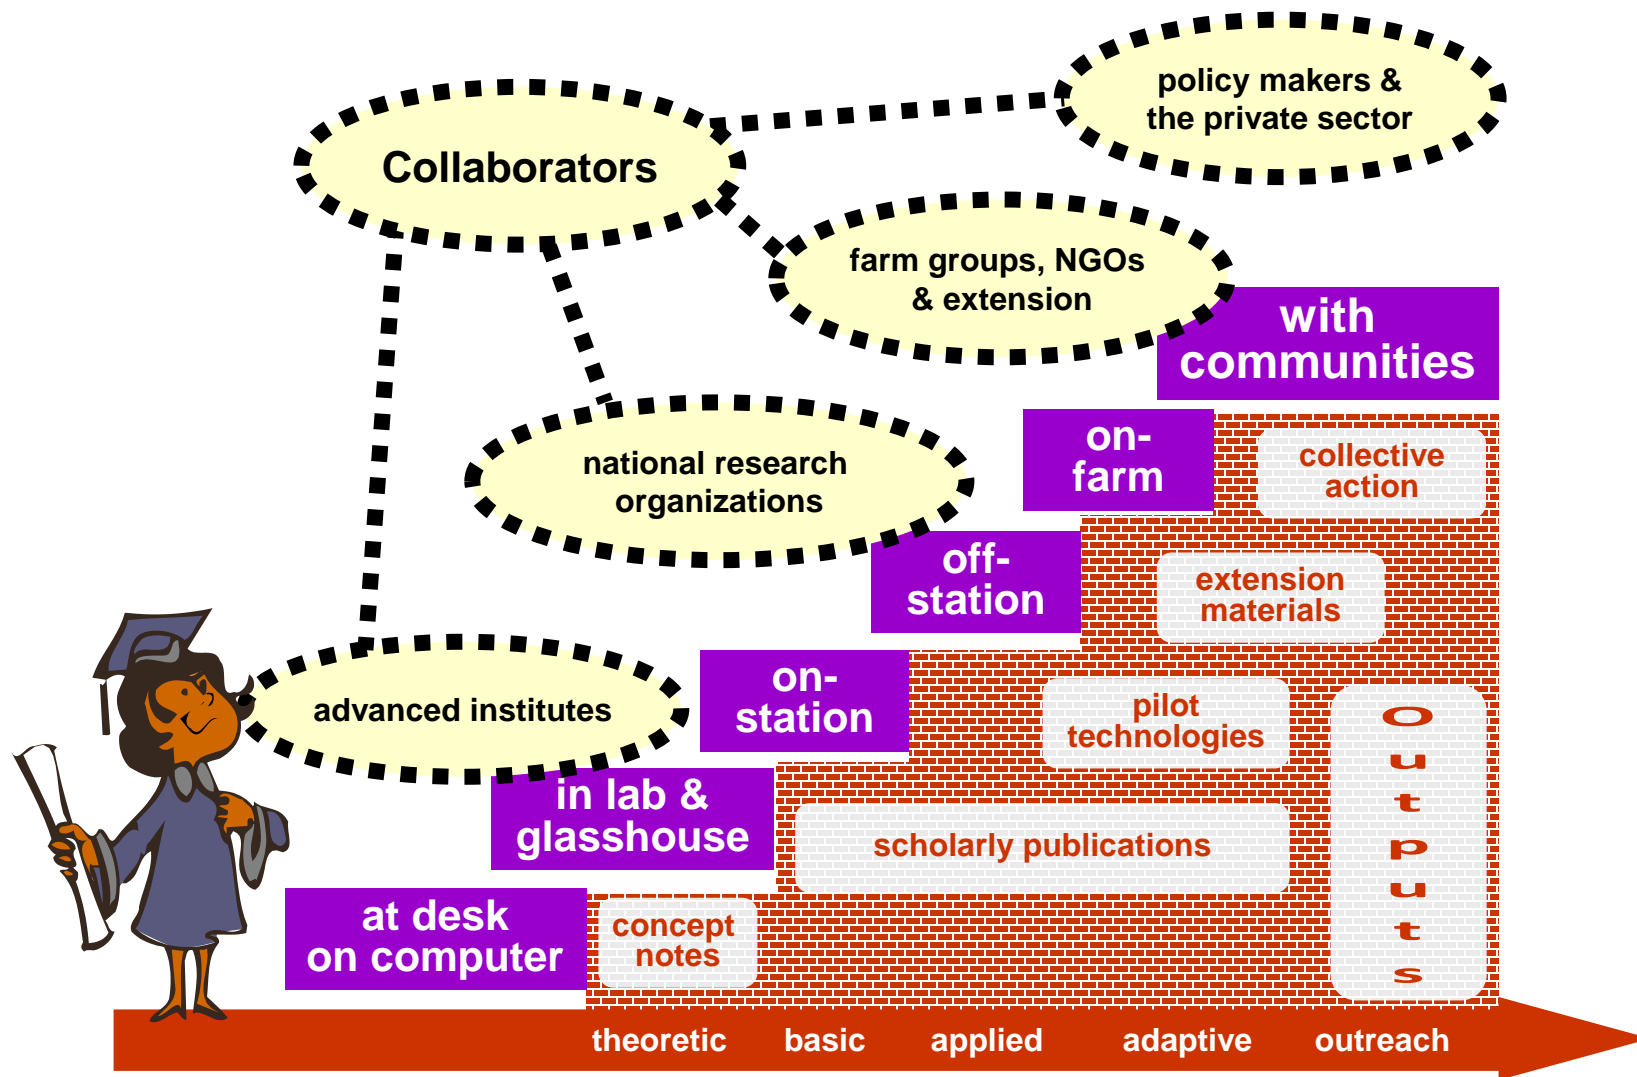 policy makers &
the private sector
Collaborators
farm groups, NGOs
& extension
with
communities
national research
organizations
on-
farm
collective
action
off-
station
extension
materials
advanced institutes
on-
station
pilot
technologies
in lab &
glasshouse
scholarly publications
Outputs
at desk
on computer
concept
notes
theoretic basic applied adaptive outreach